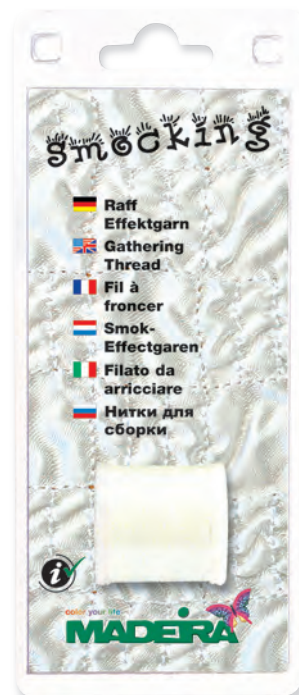 smocking
Raff
Effektgarn
Gathering
Thread
Fil à
froncer
Smok-
Effectgaren
Filato da
arricciare
Нитки для
сборки
i
color your life
MADEIRA